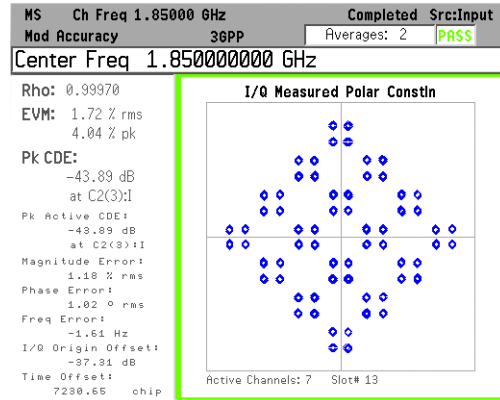 MS Ch Freq 1.85000 GHz Completed Src:Input
Mod Accuracy 3GPP Averages: 2 PASS
Center Freq 1.850000000 GHz
Rho: 0.99970
EVM: 1.72 % rms
4.04 % pk
Pk CDE:
-43.89 dB
at C2(3):I
Pk Active CDE:
-43.89 dB
at C2(3):I
Magnitude Error:
1.18 % rms
Phase Error:
1.02 º rms
Freq Error:
-1.61 Hz
I/Q Origin Offset:
-37.31 dB
Time Offset:
7230.65 chip
I/Q Measured Polar Constln
Active Channels: 7 Slot# 13